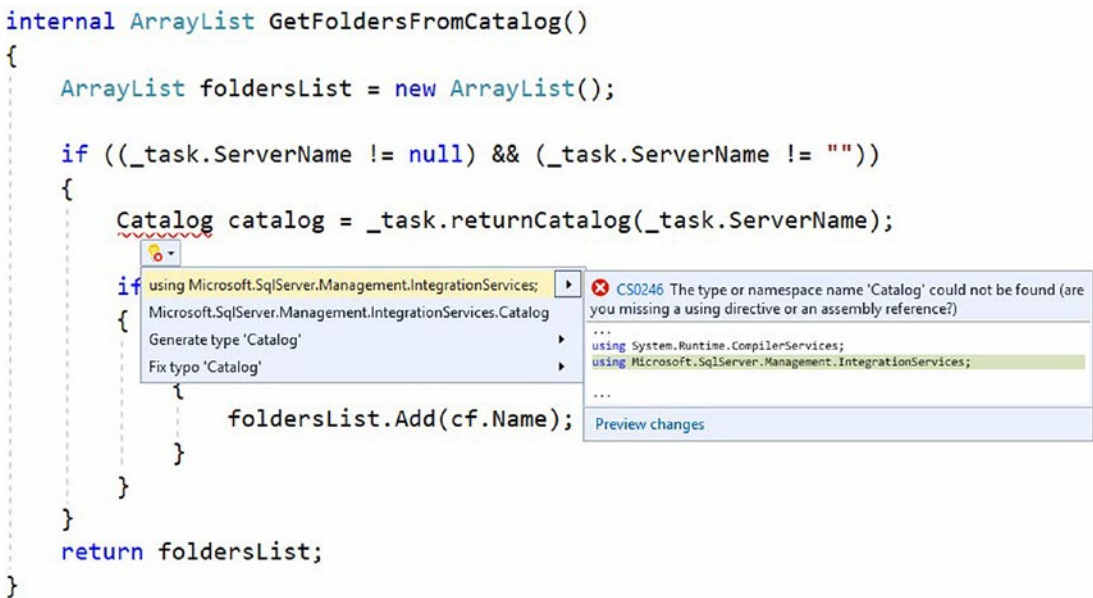 internal ArrayList GetFoldersFromCatalog()
{
ArrayList foldersList = new ArrayList();
if ((_task.ServerName != null) && (_task.ServerName != ""))
{
Catalog catalog = _task.returnCatalog(_task.ServerName);
if
using Microsoft.SqlServer.Management.IntegrationServices;
{
Microsoft.SqlServer.Management.IntegrationServices.Catalog
Generate type 'Catalog'
Fix typo 'Catalog'
CS0246 The type or namespace name 'Catalog' could not be found (are
you missing a using directive or an assembly reference?)
...
using System.Runtime.CompilerServices;
using Microsoft.SqlServer.Management.IntegrationServices;
...
Preview changes
{
foldersList.Add(cf.Name);
}
}
}
return foldersList;
}